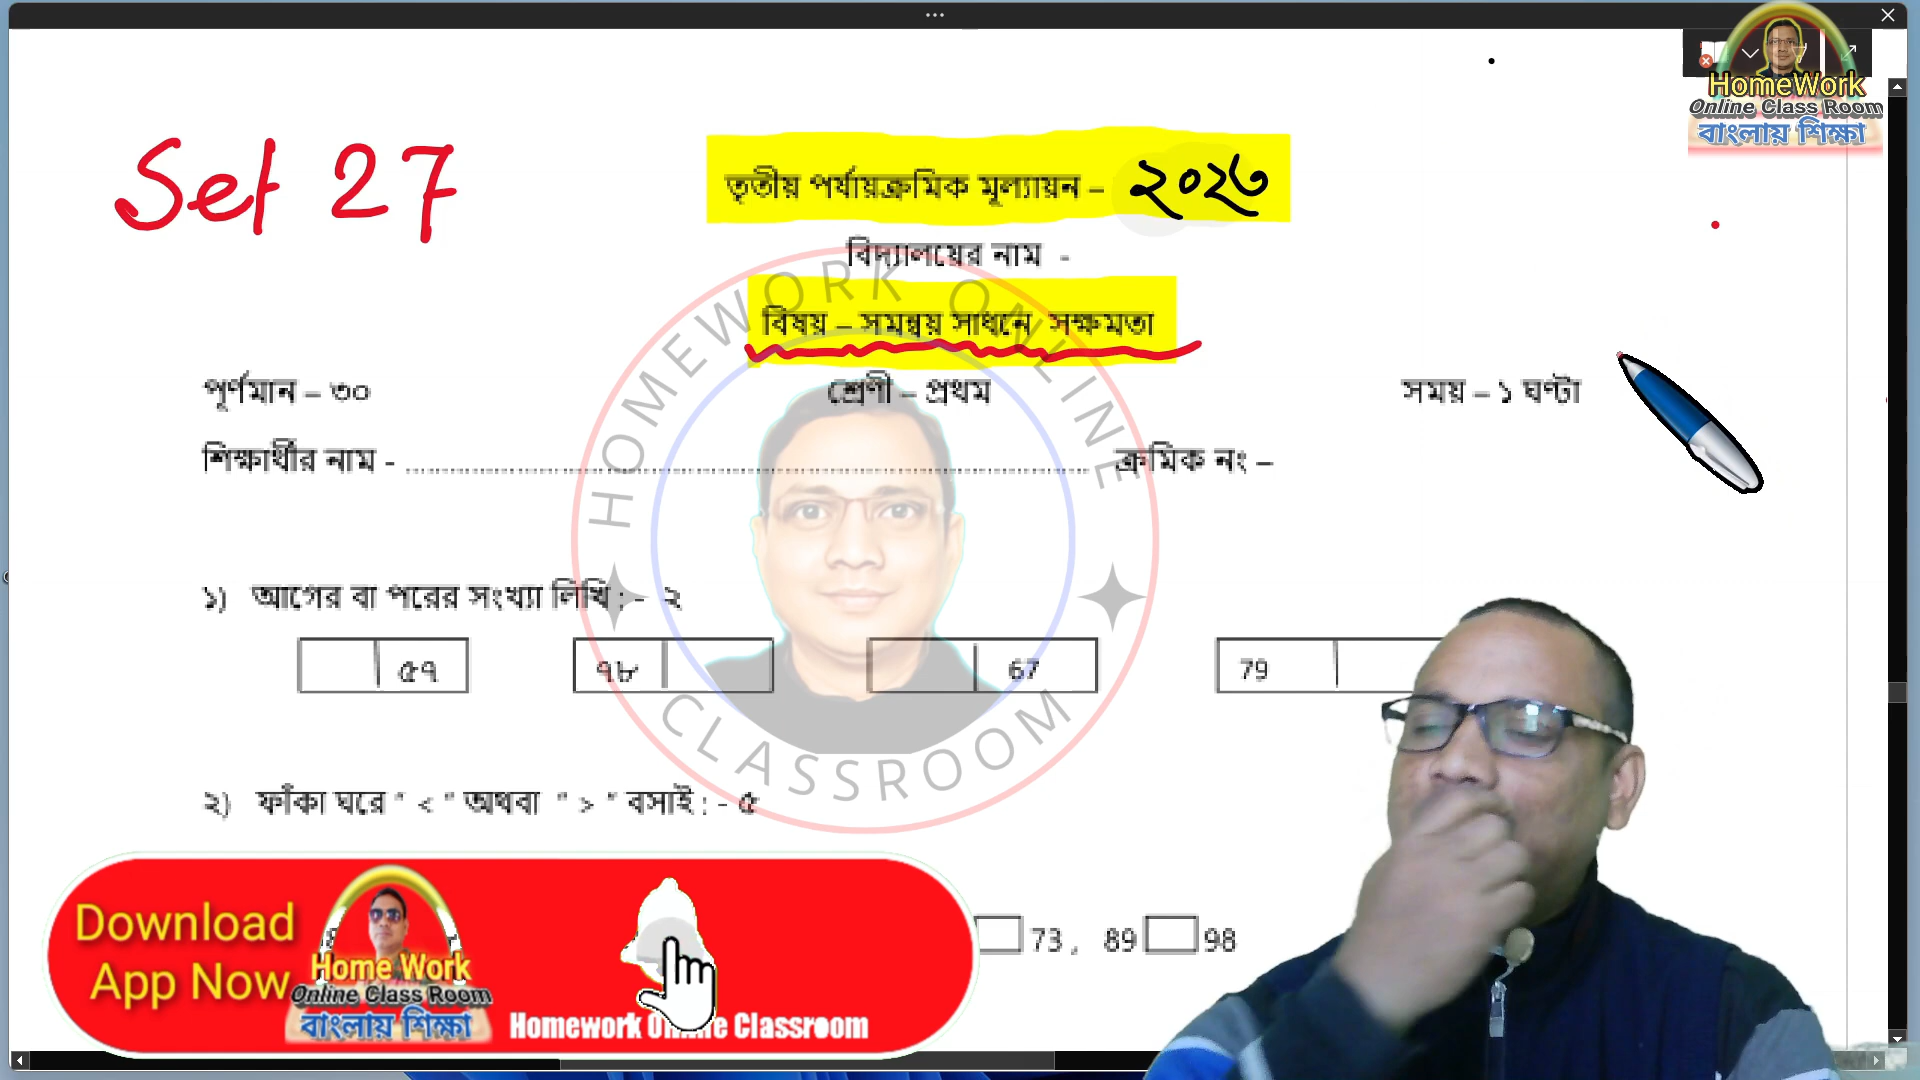 HomeWork
Online Class Room
বাংলায় শিক্ষা
Set 27
তৃতীয় পর্যায়ক্রমিক মূল্যায়ন – ২০২৩
বিদ্যালয়ের নাম -
বিষয় – সমন্বয় সাধনে সক্ষমতা
পূর্ণমান – ৩০ শ্রেণী – প্রথম সময় – ১ ঘণ্টা
শিক্ষার্থীর নাম - ক্রমিক নং –
HOMEWORK ONLINE
CLASSROOM
১) আগের বা পরের সংখ্যা লিখি : - ২
৫৭ ৭৮ 67 79
২) ফাঁকা ঘরে " < " অথবা " > " বসাই : - ৫
73 , 89 98
Download
App Now
Home Work
Online Class Room
বাংলায় শিক্ষা
Homework Online Classroom